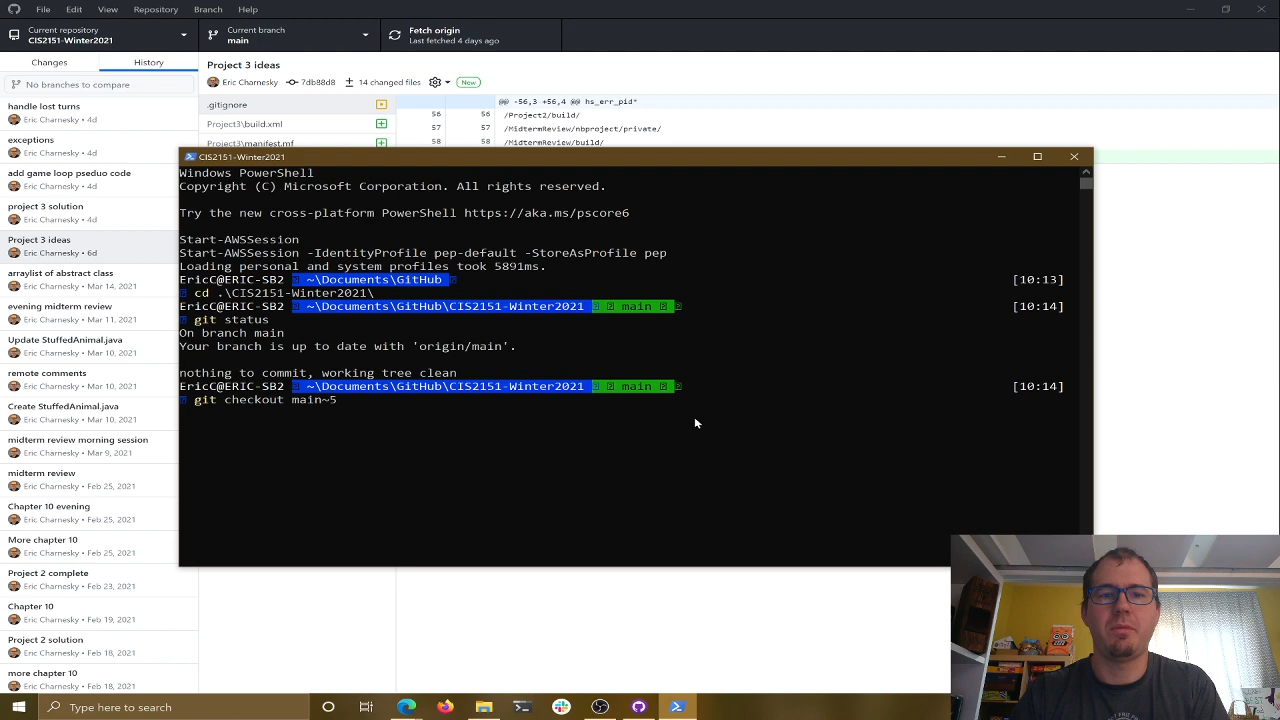 File Edit View Repository Branch Help
Current repository
CIS2151-Winter2021
Current branch
main
Fetch origin
Last fetched 4 days ago
Changes
History
No branches to compare
handle lost turns
Eric Charnesky • 4d
exceptions
Eric Charnesky • 4d
add game loop pseduo code
Eric Charnesky • 4d
project 3 solution
Eric Charnesky • 4d
Project 3 ideas
Eric Charnesky • 6d
arraylist of abstract class
Eric Charnesky • Mar 14, 2021
evening midterm review
Eric Charnesky • Mar 11, 2021
Update StuffedAnimal.java
Eric Charnesky • Mar 10, 2021
remote comments
Eric Charnesky • Mar 10, 2021
Create StuffedAnimal.java
Eric Charnesky • Mar 10, 2021
midterm review morning session
Eric Charnesky • Mar 9, 2021
midterm review
Eric Charnesky • Feb 25, 2021
Chapter 10 evening
Eric Charnesky • Feb 25, 2021
More chapter 10
Eric Charnesky • Feb 24, 2021
Project 2 complete
Eric Charnesky • Feb 23, 2021
Chapter 10
Eric Charnesky • Feb 19, 2021
Project 2 solution
Eric Charnesky • Feb 18, 2021
more chapter 10
Eric Charnesky • Feb 18, 2021
Project 3 ideas
Eric Charnesky 7db88d8 14 changed files New
.gitignore
Project3\build.xml
Project3\manifest.mf
@@ -56,3 +56,4 @@ hs_err_pid*
56 56 /Project2/build/
57 57 /MidtermReview/nbproject/private/
58 58 /MidtermReview/build/
CIS2151-Winter2021
Windows PowerShell
Copyright (C) Microsoft Corporation. All rights reserved.
Try the new cross-platform PowerShell https://aka.ms/pscore6
Start-AWSSession
Start-AWSSession -IdentityProfile pep-default -StoreAsProfile pep
Loading personal and system profiles took 5891ms.
EricC@ERIC-SB2 ~\Documents\GitHub [10:13]
cd .\CIS2151-Winter2021\
EricC@ERIC-SB2 ~\Documents\GitHub\CIS2151-Winter2021 main [10:14]
git status
On branch main
Your branch is up to date with 'origin/main'.
nothing to commit, working tree clean
EricC@ERIC-SB2 ~\Documents\GitHub\CIS2151-Winter2021 main [10:14]
git checkout main~5
Type here to search